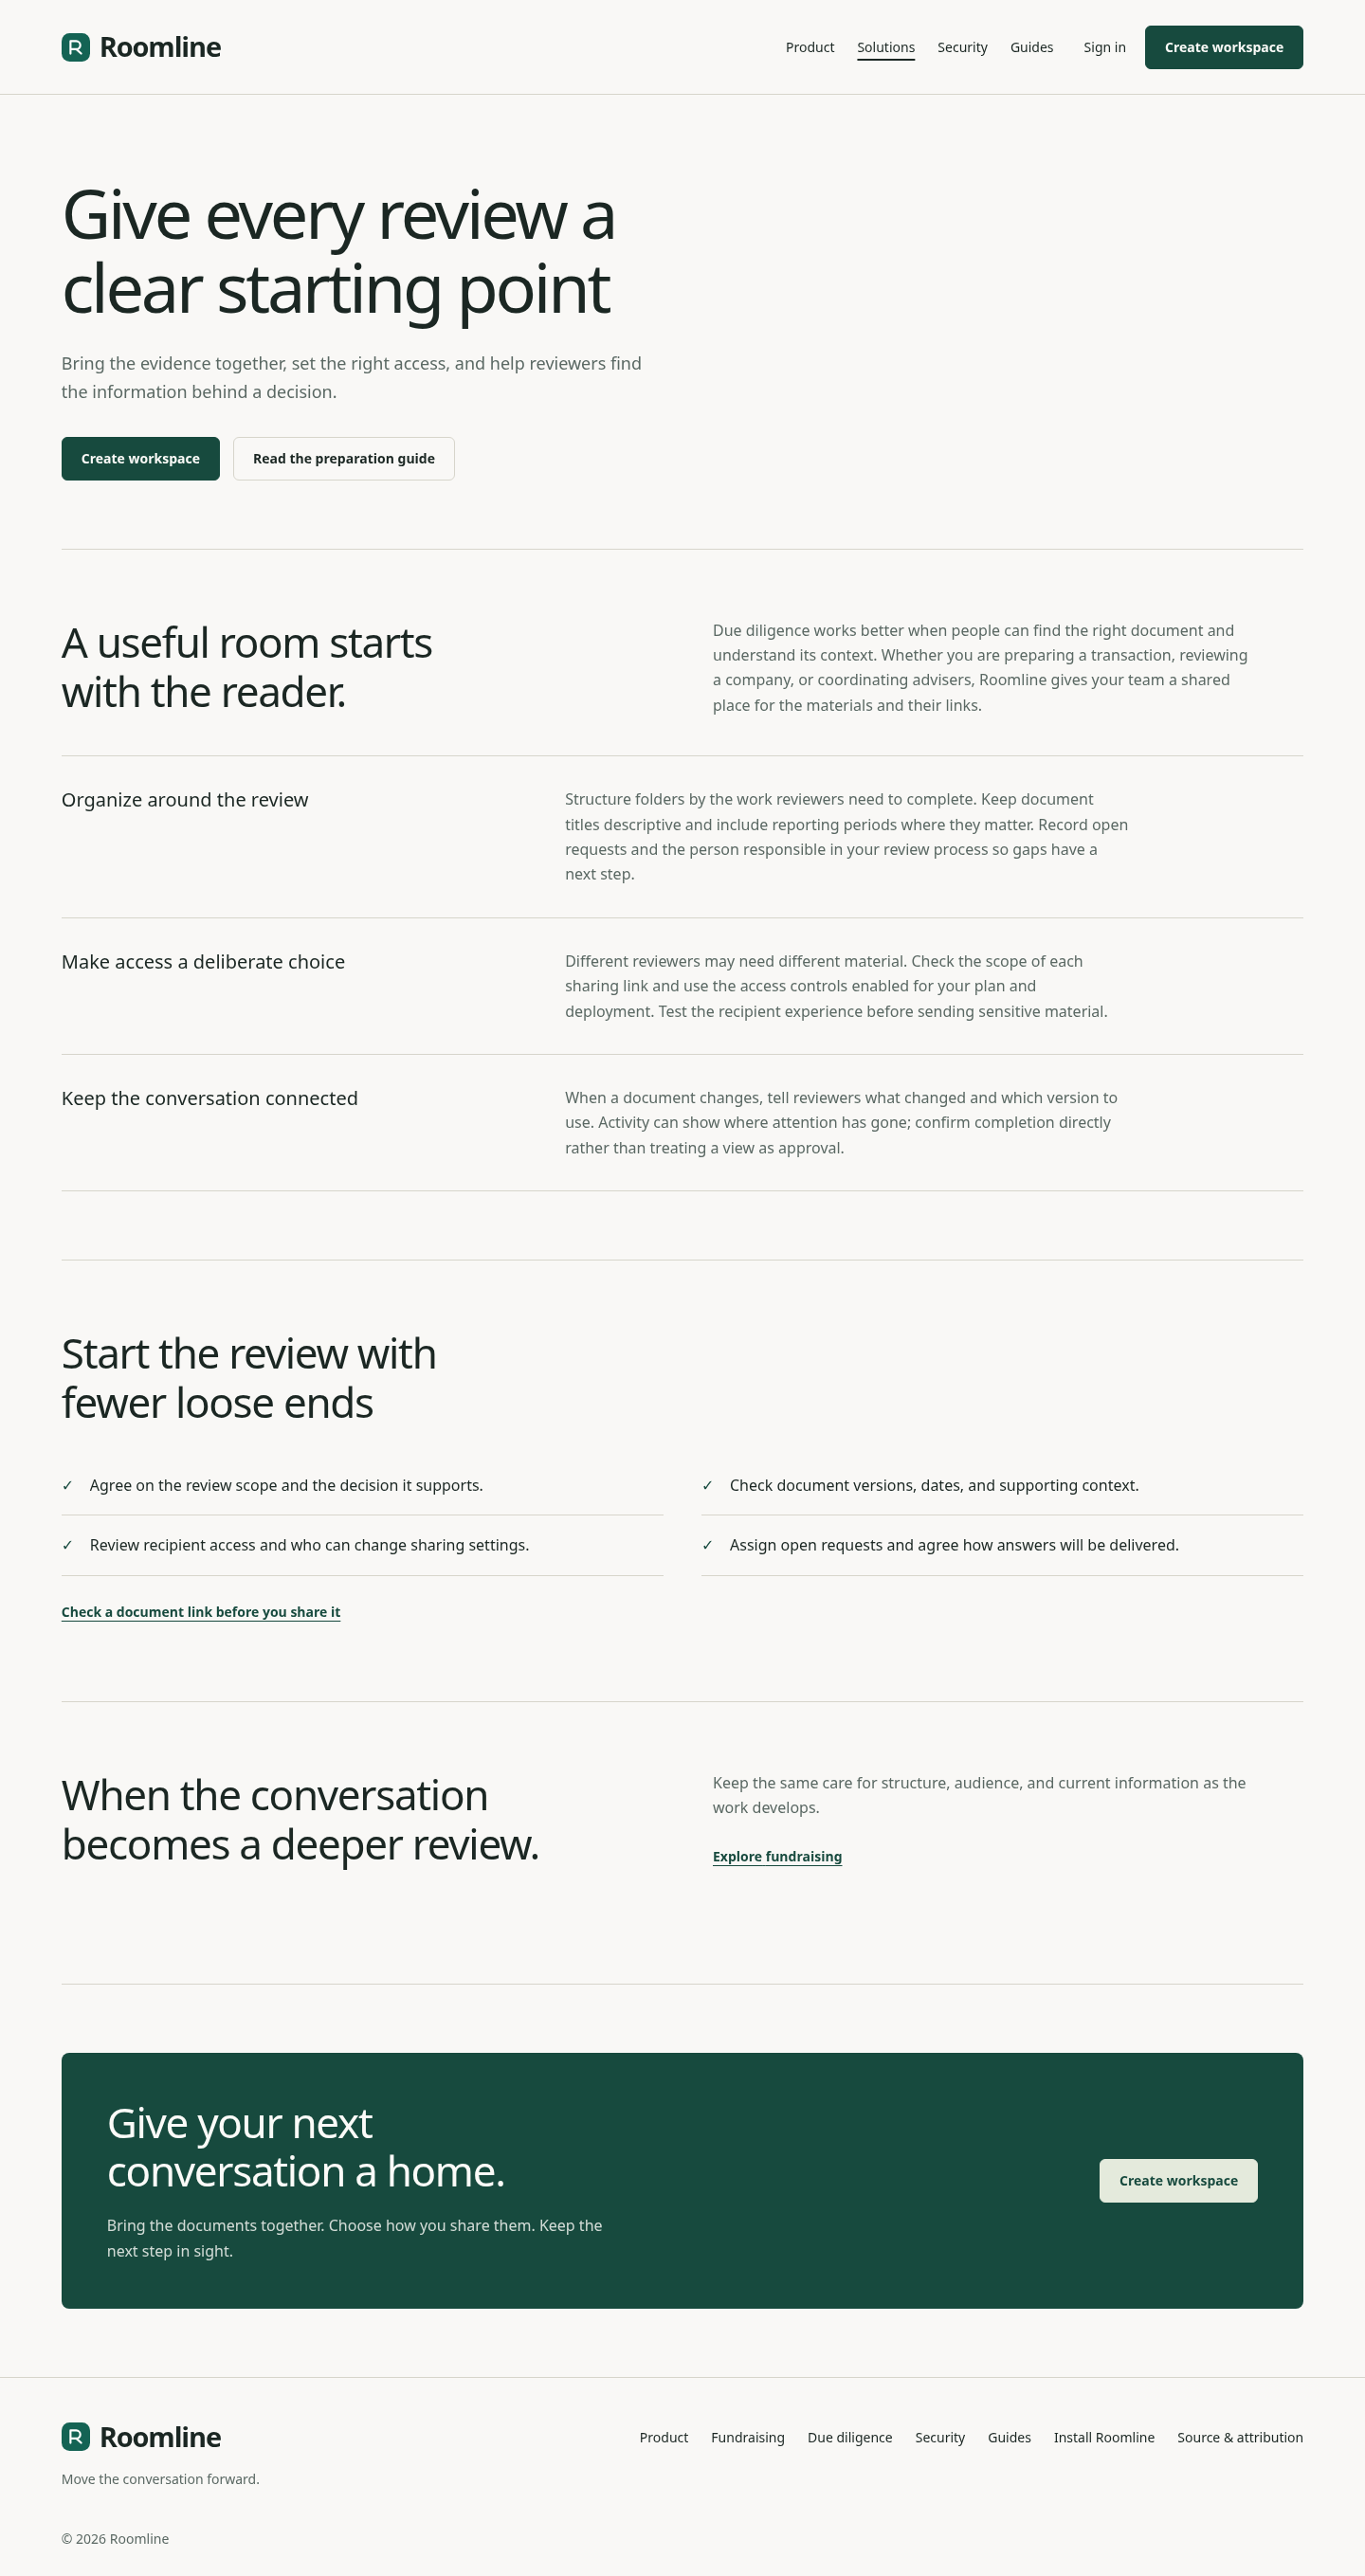 Roomline
Product Solutions Security Guides Sign in Create workspace
Give every review a
clear starting point
Bring the evidence together, set the right access, and help reviewers find
the information behind a decision.
Create workspace Read the preparation guide
A useful room starts
with the reader.
Due diligence works better when people can find the right document and
understand its context. Whether you are preparing a transaction, reviewing
a company, or coordinating advisers, Roomline gives your team a shared
place for the materials and their links.
Organize around the review
Structure folders by the work reviewers need to complete. Keep document
titles descriptive and include reporting periods where they matter. Record open
requests and the person responsible in your review process so gaps have a
next step.
Make access a deliberate choice
Different reviewers may need different material. Check the scope of each
sharing link and use the access controls enabled for your plan and
deployment. Test the recipient experience before sending sensitive material.
Keep the conversation connected
When a document changes, tell reviewers what changed and which version to
use. Activity can show where attention has gone; confirm completion directly
rather than treating a view as approval.
Start the review with
fewer loose ends
✓ Agree on the review scope and the decision it supports.
✓ Check document versions, dates, and supporting context.
✓ Review recipient access and who can change sharing settings.
✓ Assign open requests and agree how answers will be delivered.
Check a document link before you share it
When the conversation
becomes a deeper review.
Keep the same care for structure, audience, and current information as the
work develops.
Explore fundraising
Give your next
conversation a home.
Bring the documents together. Choose how you share them. Keep the
next step in sight.
Create workspace
Roomline
Product Fundraising Due diligence Security Guides Install Roomline Source & attribution
Move the conversation forward.
© 2026 Roomline